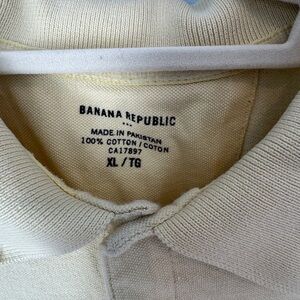 BANANA REPUBLIC
MADE IN PAKISTAN
100% COTTON / COTON
CA17897
XL / TG